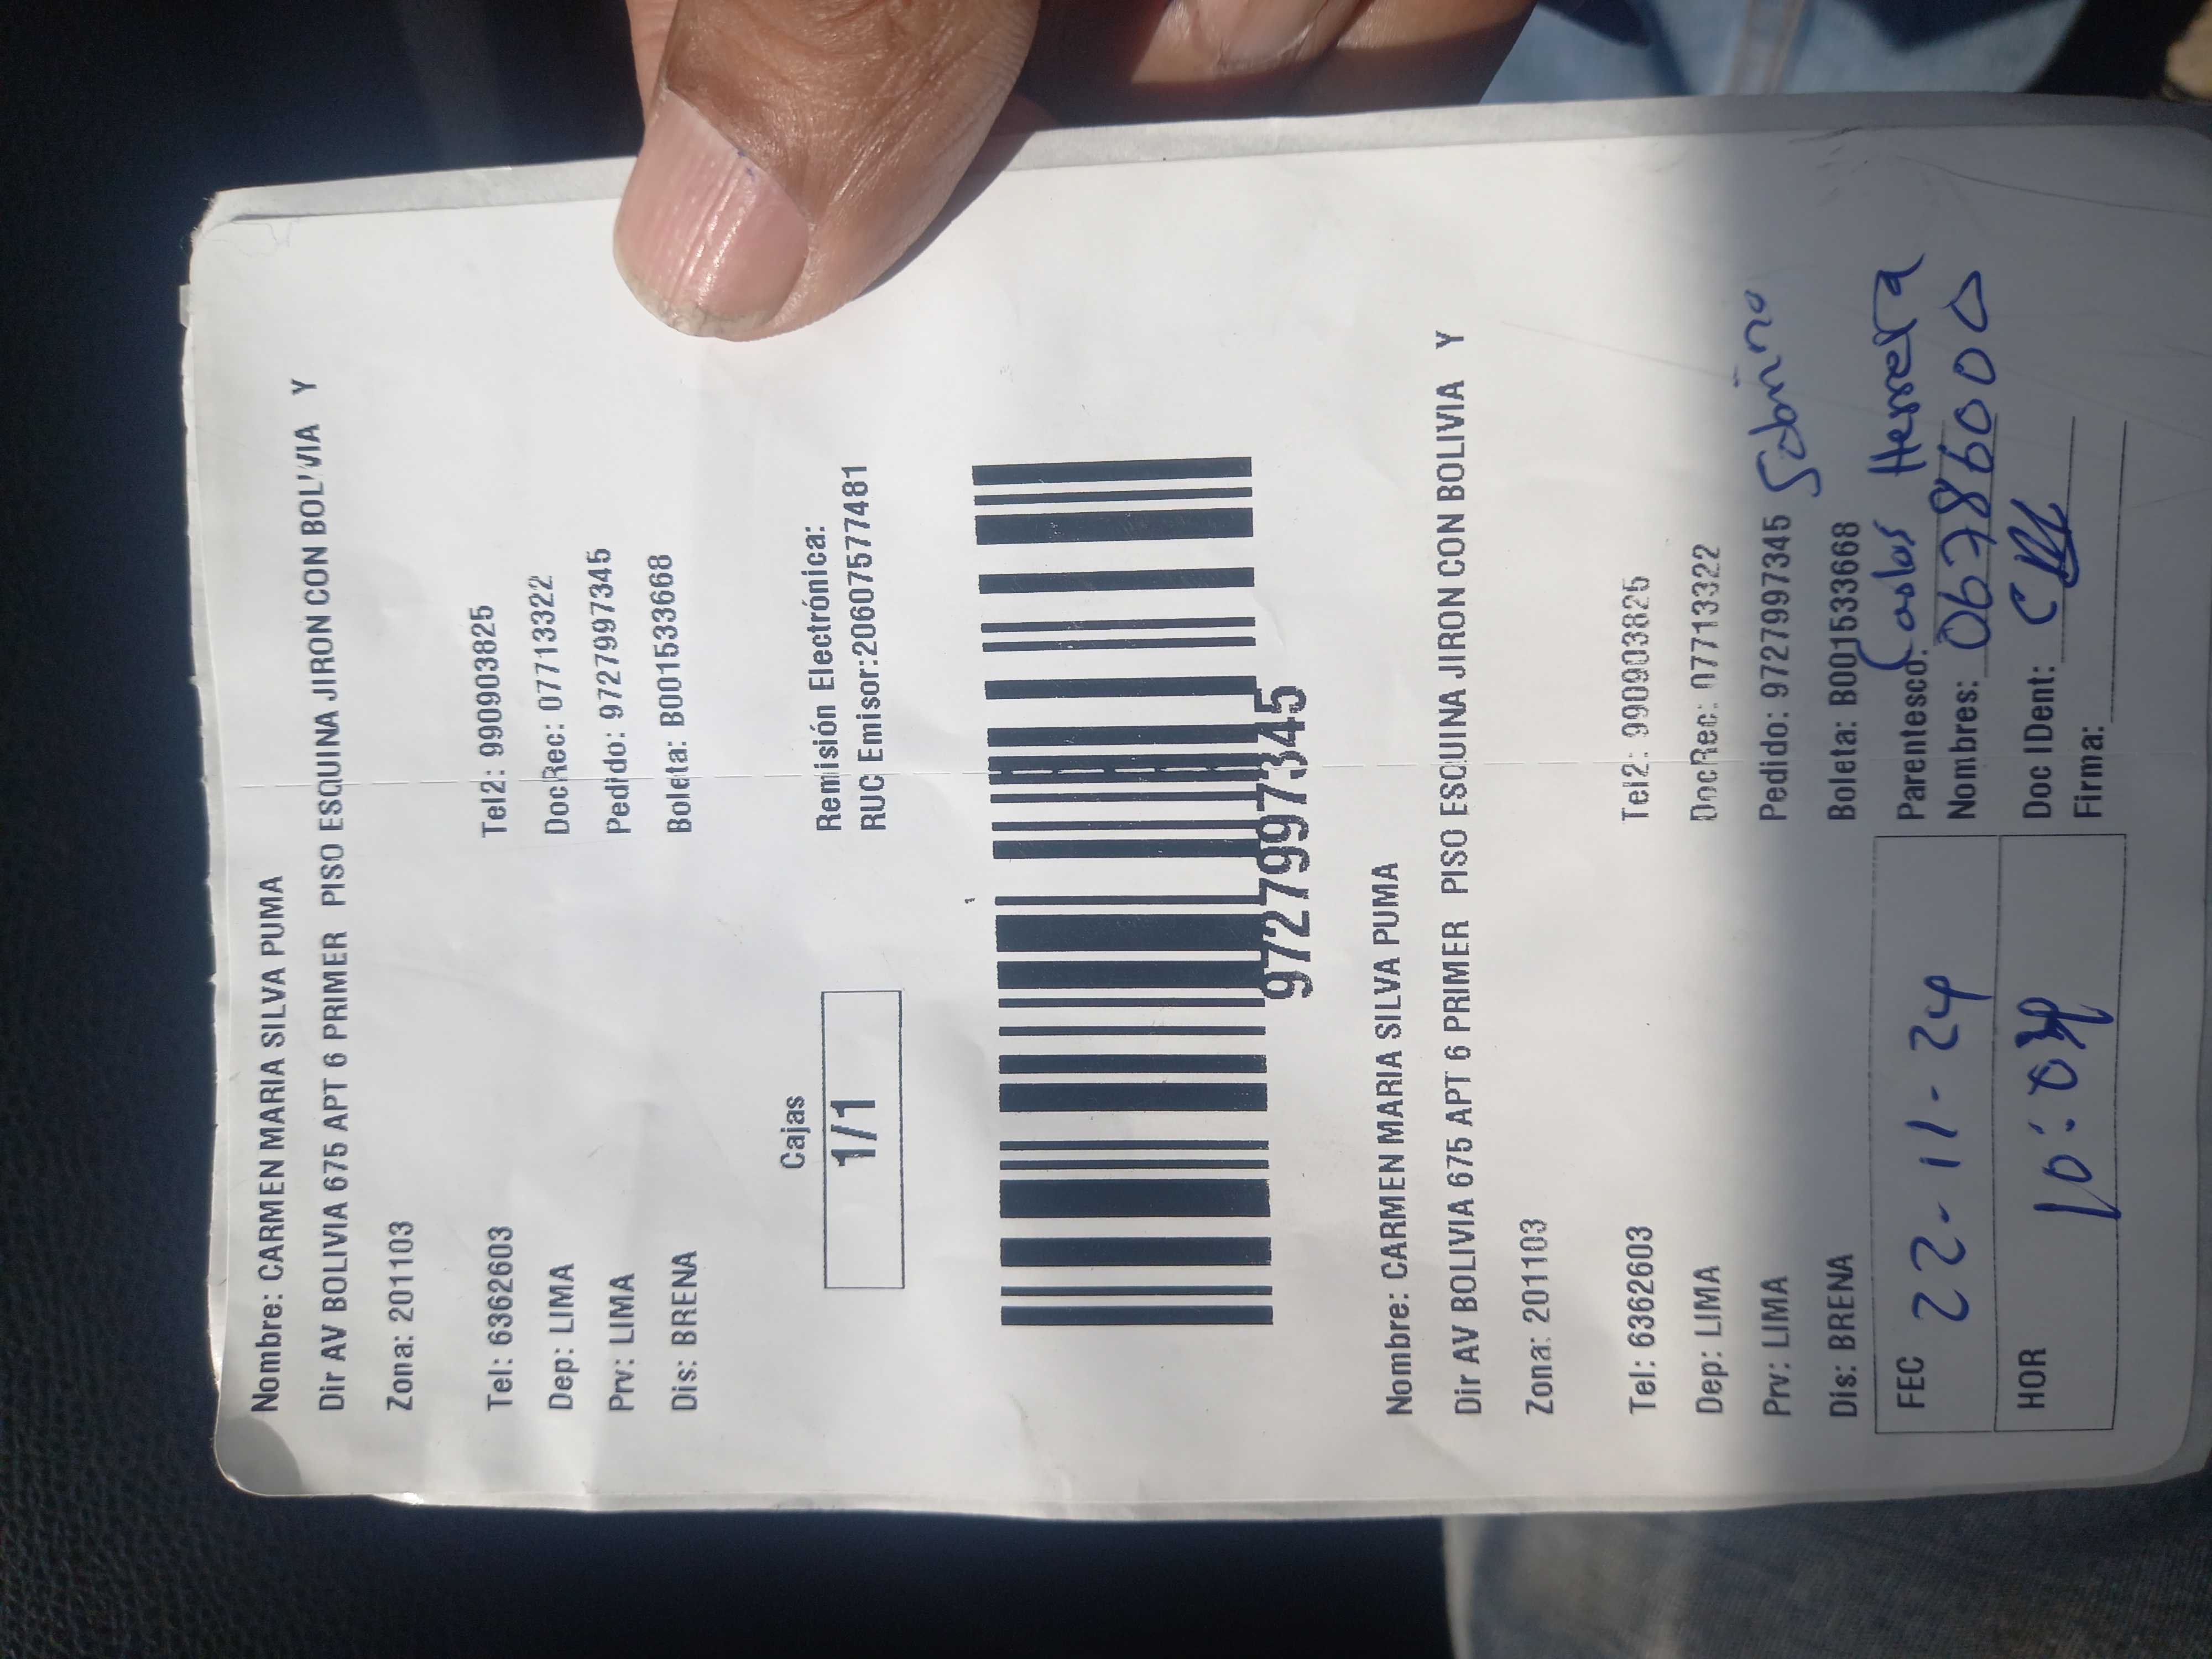 Nombre: CARMEN MARIA SILVA PUMA
Dir AV BOLIVIA 675 APT 6 PRIMER PISO ESQUINA JIRON CON BOLIVIA Y
Zona: 201103
Tel: 6362603 Tel2: 990903825
Dep: LIMA DocRec: 07713322
Prv: LIMA Pedido: 9727997345
Dis: BRENA Boleta: B001533668
Cajas
1/1
Remisión Electrónica:
RUC Emisor:20607577481
9727997345
Nombre: CARMEN MARIA SILVA PUMA
Dir AV BOLIVIA 675 APT 6 PRIMER PISO ESQUINA JIRON CON BOLIVIA Y
Zona: 201103
Tel: 6362603 Tel2: 990903825
Dep: LIMA DocRec: 07713322
Prv: LIMA Pedido: 9727997345 Sobrino
Dis: BRENA Boleta: B001533668
FEC 22-11-24
Parentesco: Carlos Herrera
Nombres: 06786000
HOR 10:04
Doc IDent:
Firma: